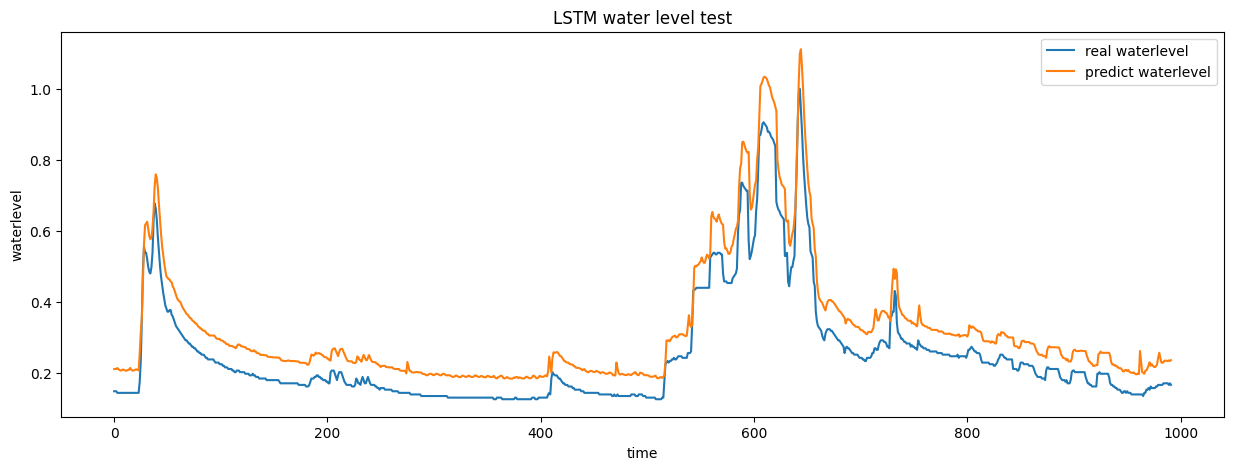 LSTM water level test
real waterlevel
predict waterlevel
waterlevel
1.0
0.8
0.6
0.4
0.2
0 200 400 600 800 1000
time